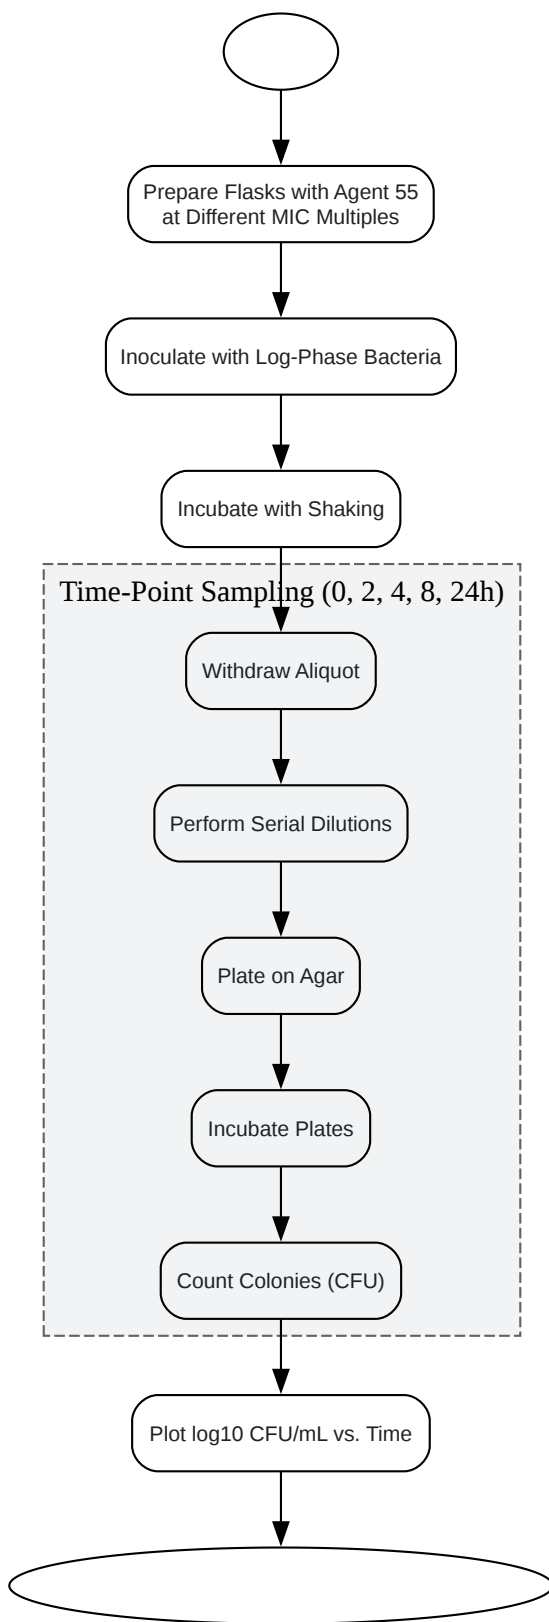 Prepare Flasks with Agent 55
at Different MIC Multiples
Inoculate with Log-Phase Bacteria
Incubate with Shaking
Time-Point Sampling (0, 2, 4, 8, 24h)
Withdraw Aliquot
Perform Serial Dilutions
Plate on Agar
Incubate Plates
Count Colonies (CFU)
Plot log10 CFU/mL vs. Time